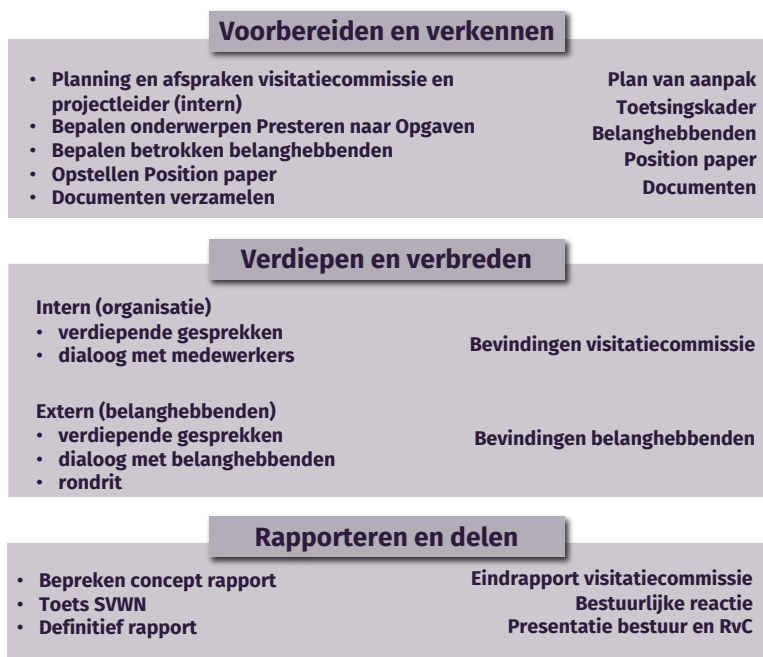 Voorbereiden en verkennen
• Planning en afspraken visitatiecommissie en
projectleider (intern)
• Bepalen onderwerpen Presteren naar Opgaven
• Bepalen betrokken belanghebbenden
• Opstellen Position paper
• Documenten verzamelen
Plan van aanpak
Toetsingskader
Belanghebbenden
Position paper
Documenten
Verdiepen en verbreden
Intern (organisatie)
• verdiepende gesprekken
• dialoog met medewerkers
Bevindingen visitatiecommissie
Extern (belanghebbenden)
• verdiepende gesprekken
• dialoog met belanghebbenden
• rondrit
Bevindingen belanghebbenden
Rapporteren en delen
• Bepreken concept rapport
• Toets SVWN
• Definitief rapport
Eindrapport visitatiecommissie
Bestuurlijke reactie
Presentatie bestuur en RvC